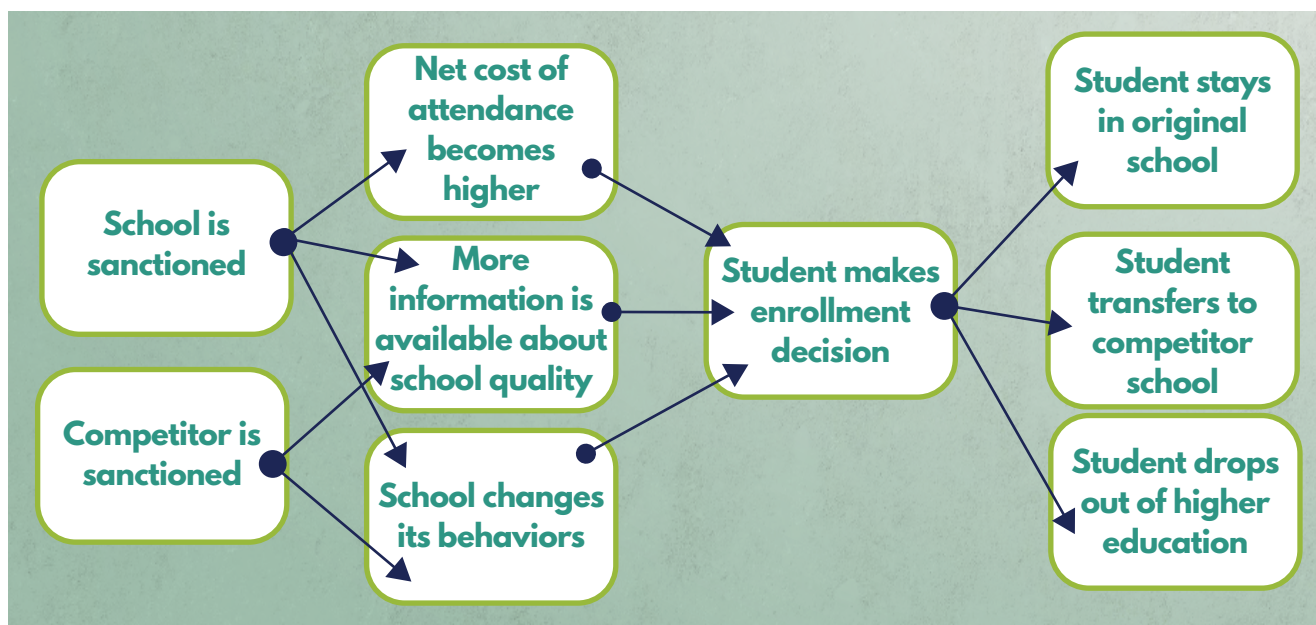 School is
sanctioned
Competitor is
sanctioned
Net cost of
attendance
becomes
higher
More
information is
available about
school quality
School changes
its behaviors
Student makes
enrollment
decision
Student stays
in original
school
Student
transfers to
competitor
school
Student drops
out of higher
education